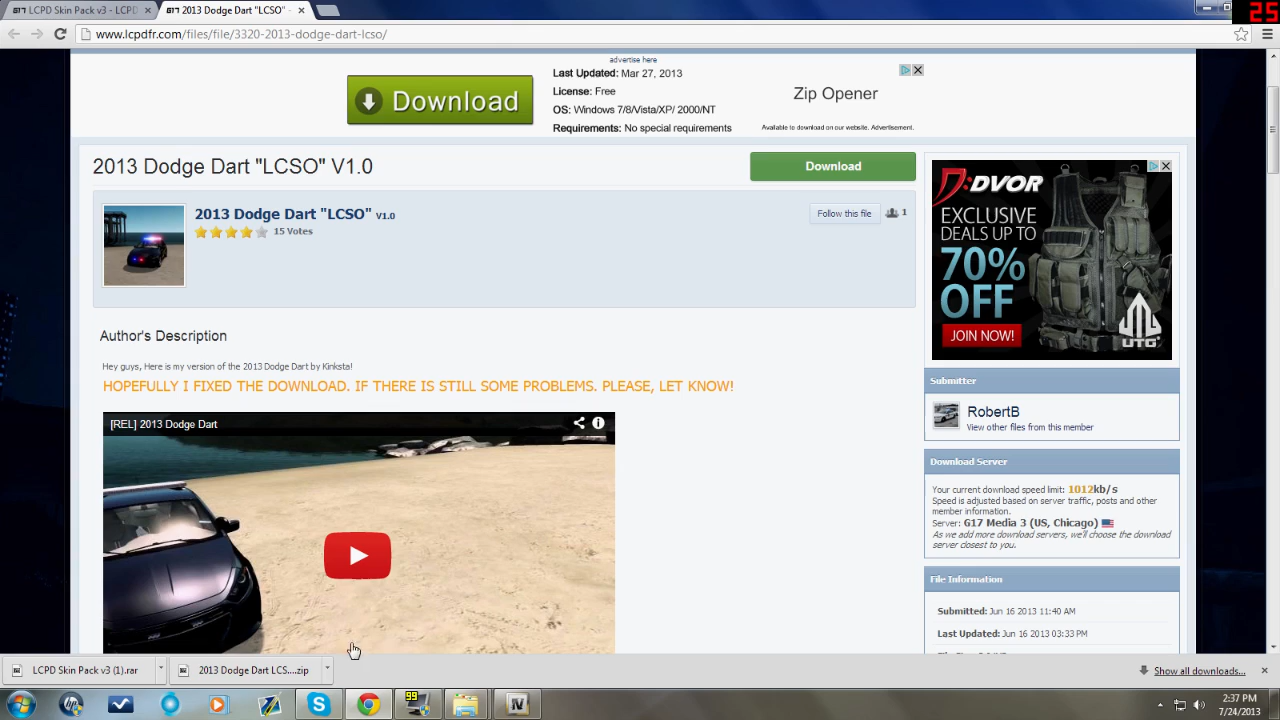 LCPD Skin Pack v3 - LCPD
2013 Dodge Dart "LCSO" -
25
www.lcpdfr.com/files/file/3320-2013-dodge-dart-lcso/
advertise here
Download
Last Updated: Mar 27, 2013
License: Free
OS: Windows 7/8/Vista/XP/ 2000/NT
Requirements: No special requirements
Zip Opener
Available to download on our website. Advertisement.
2013 Dodge Dart "LCSO" V1.0
Download
2013 Dodge Dart "LCSO" V1.0
15 Votes
Follow this file
1
DVOR
EXCLUSIVE
DEALS UP TO
70%
OFF
JOIN NOW!
UTG
Author's Description
Hey guys, Here is my version of the 2013 Dodge Dart by Kinksta!
HOPEFULLY I FIXED THE DOWNLOAD. IF THERE IS STILL SOME PROBLEMS. PLEASE, LET KNOW!
[REL] 2013 Dodge Dart
Submitter
RobertB
View other files from this member
Download Server
Your current download speed limit: 1012kb/s
Speed is adjusted based on server traffic, posts and other
member information.
Server: G17 Media 3 (US, Chicago)
As we add more download servers, we'll choose the download
server closest to you.
File Information
Submitted: Jun 16 2013 11:40 AM
Last Updated: Jun 16 2013 03:33 PM
LCPD Skin Pack v3 (1).rar
2013 Dodge Dart LCS....zip
Show all downloads...
99
IV
2:37 PM
7/24/2013